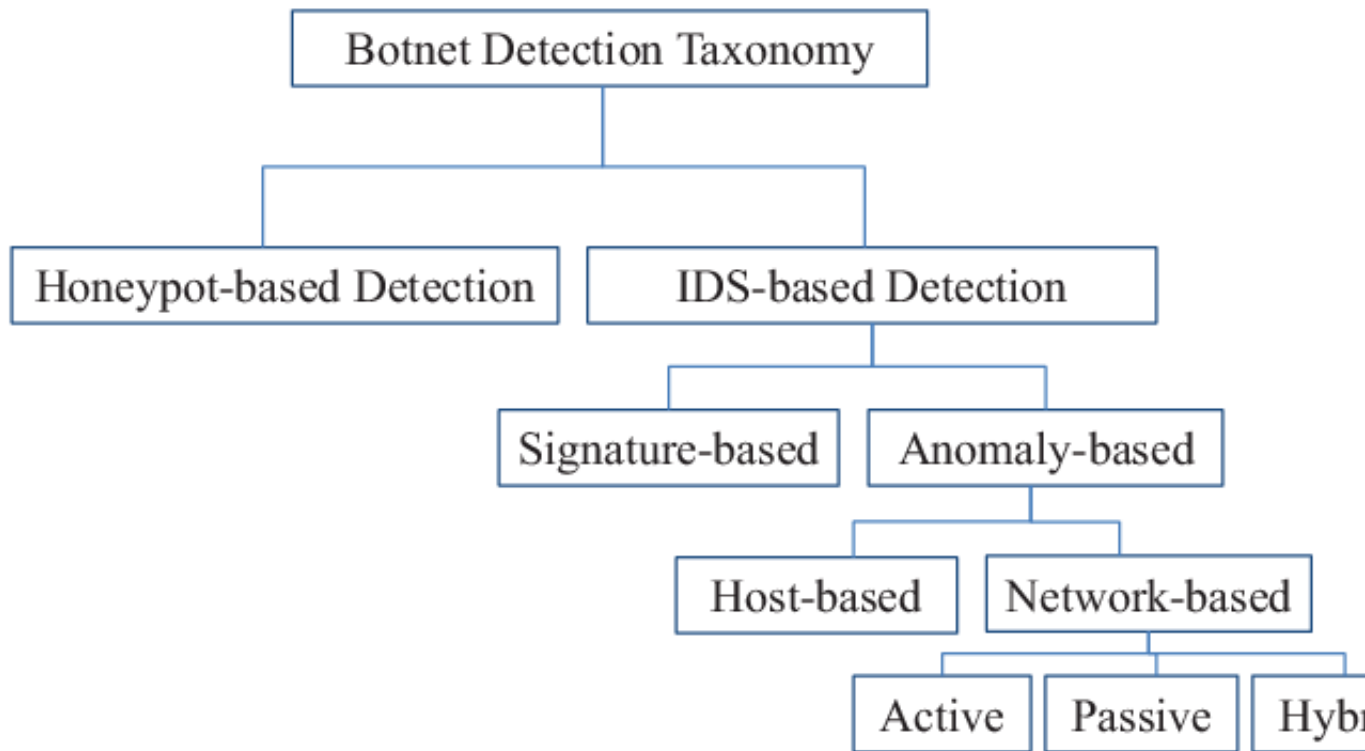 Botnet Detection Taxonomy
Honeypot-based Detection
IDS-based Detection
Signature-based
Anomaly-based
Host-based
Network-based
Active
Passive